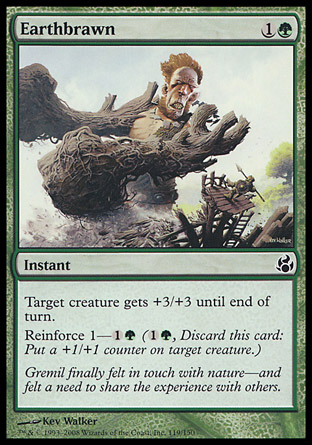 Earthbrawn 1
Instant
Target creature gets +3/+3 until end of
turn.
Reinforce 1—1 (1, Discard this card:
Put a +1/+1 counter on target creature.)
Gremil finally felt in touch with nature—and
felt a need to share the experience with others.
Kev Walker
™ & © 1993–2008 Wizards of the Coast, Inc. 119/150